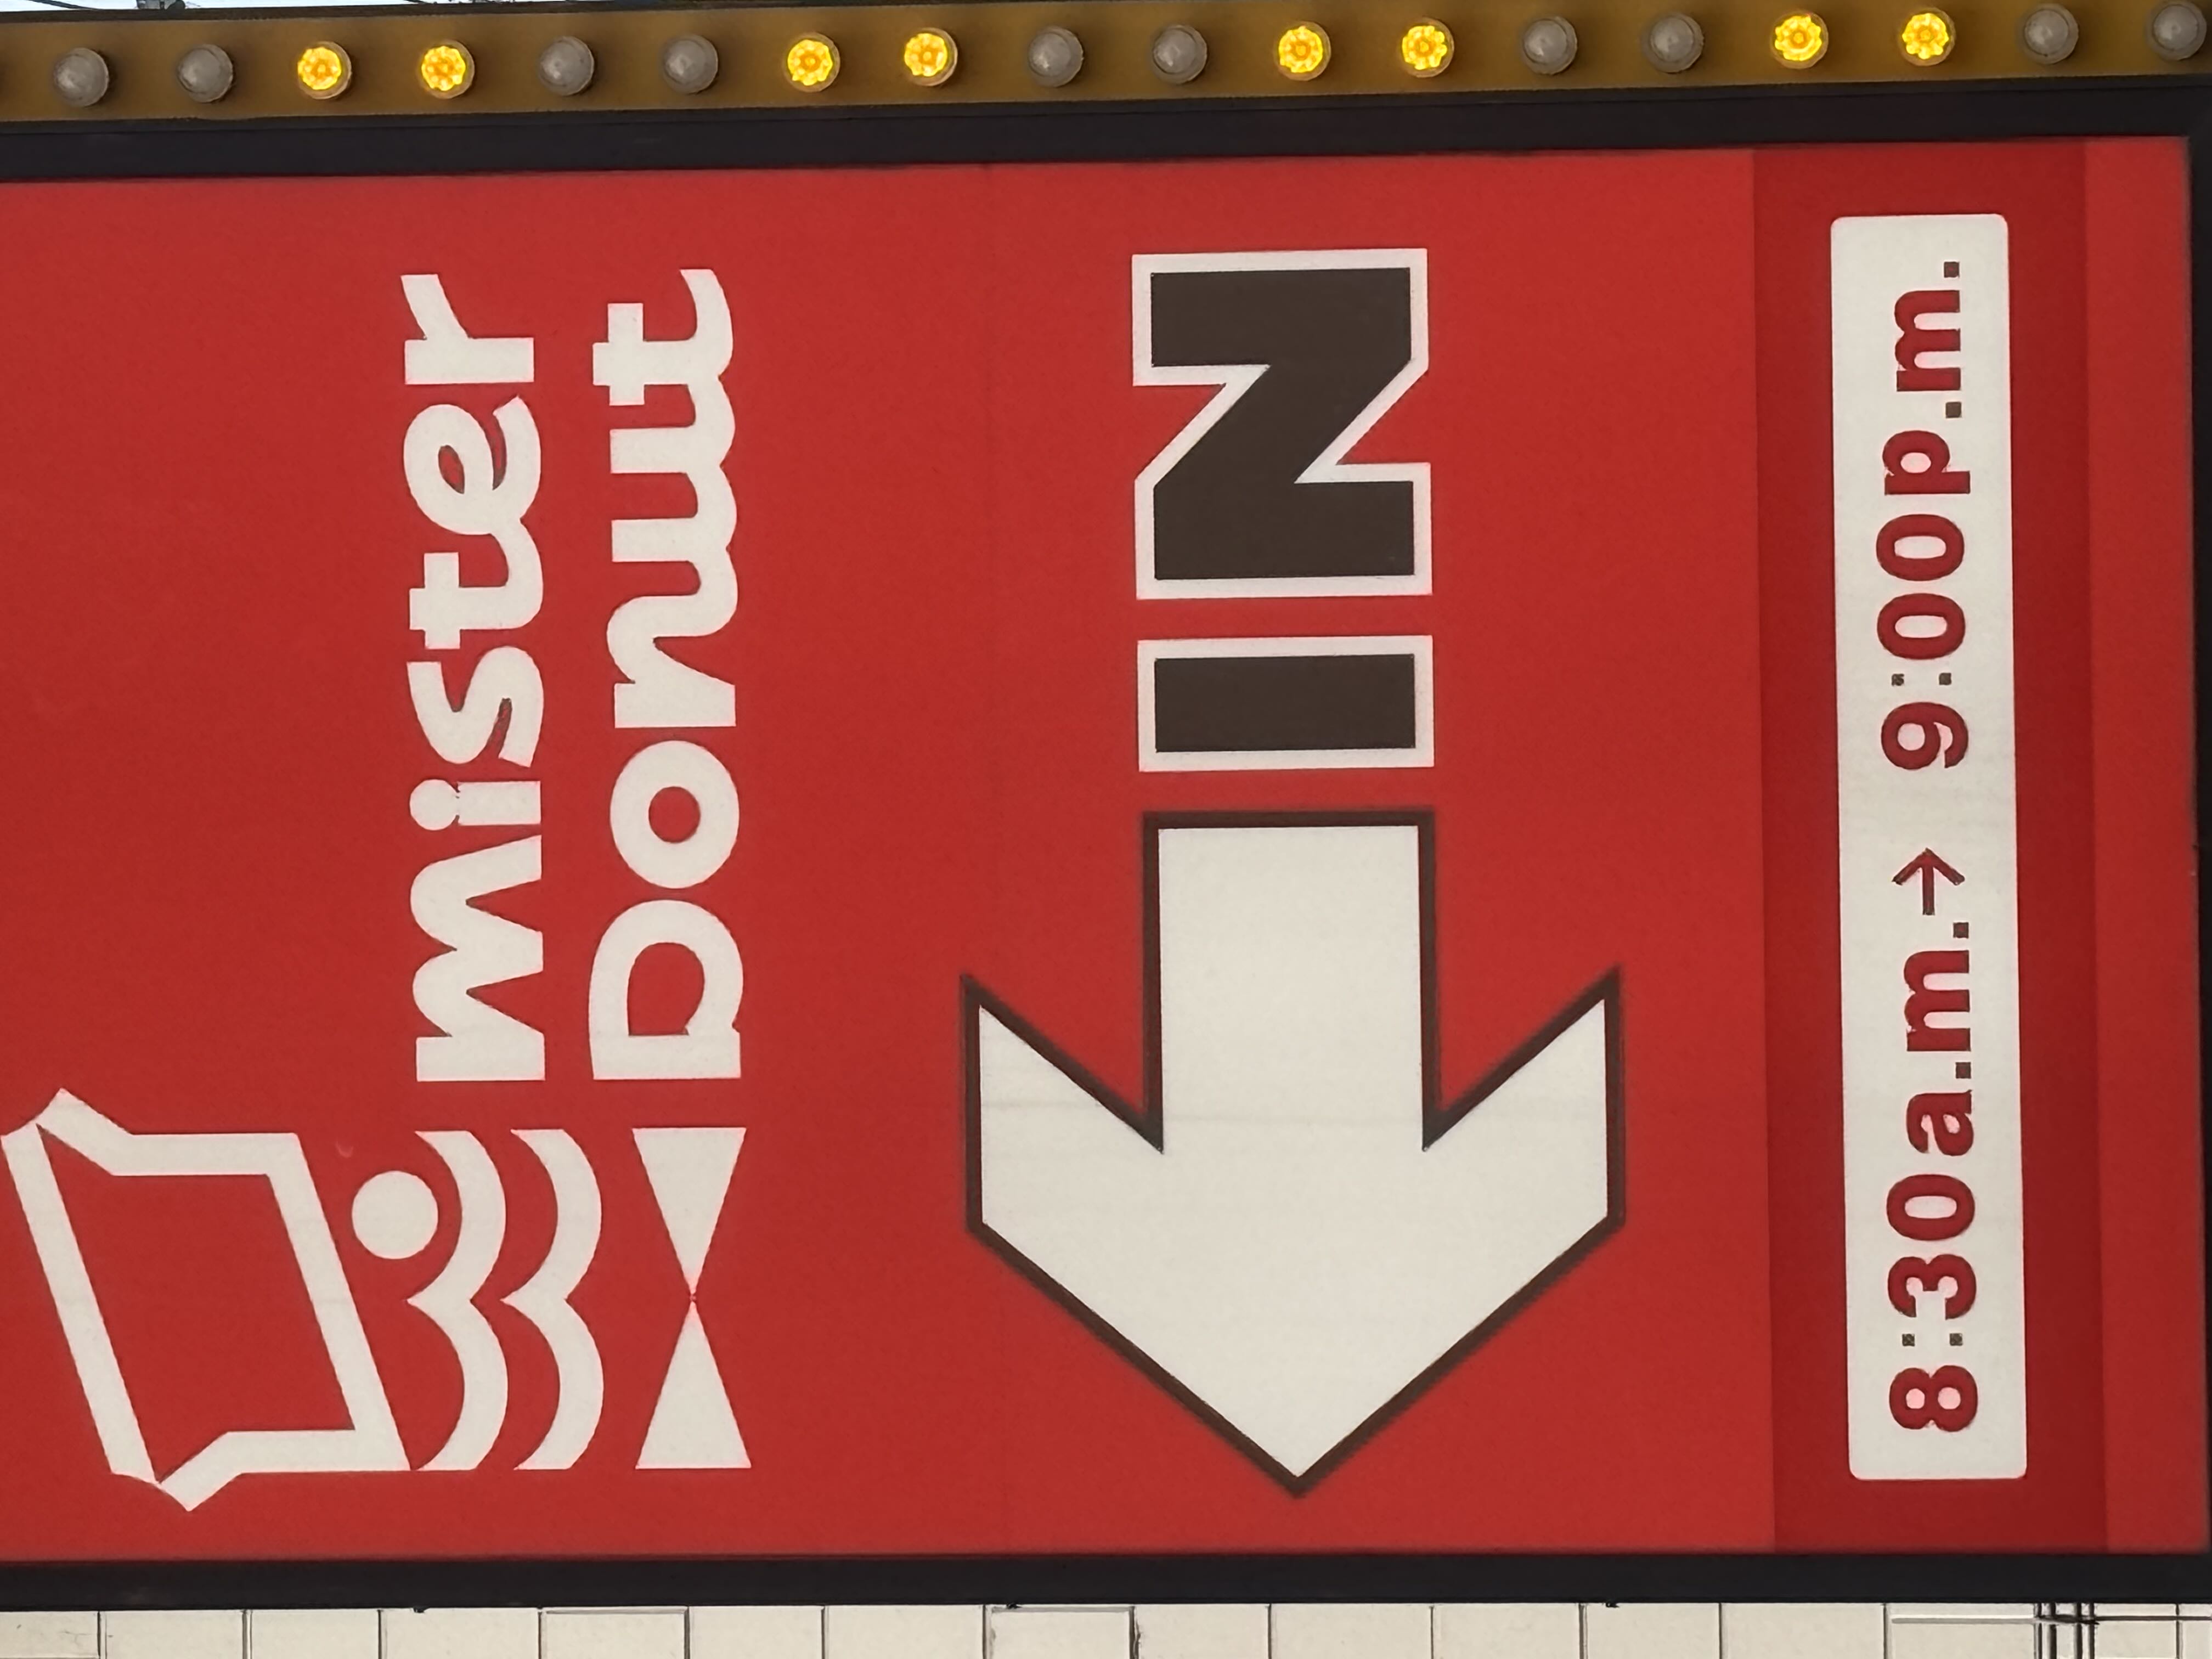 mister
Donut
IN
8:30a.m.→ 9:00p.m.